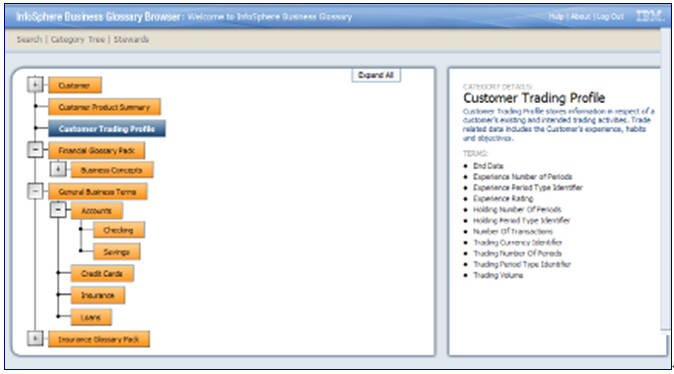 InfoSphere Business Glossary Browser: Welcome to InfoSphere Business Glossary
Help | About | Log Out
IBM.
Search | Category Tree | Stewards
Expand All
Customer
Customer Product Summary
Customer Trading Profile
Financial Glossary Pack
Business Concepts
General Business Terms
Accounts
Checking
Savings
Credit Cards
Insurance
Loans
Insurance Glossary Pack
CATEGORY DETAILS:
Customer Trading Profile
Customer Trading Profile stores information in respect of a
customer's existing and intended trading activities. Trade
related data includes the Customer's experience, habits
and objectives.
TERMS:
• End Date
• Experience Number of Periods
• Experience Period Type Identifier
• Experience Rating
• Holding Number Of Periods
• Holding Period Type Identifier
• Number Of Transactions
• Trading Currency Identifier
• Trading Number Of Periods
• Trading Period Type Identifier
• Trading Volume